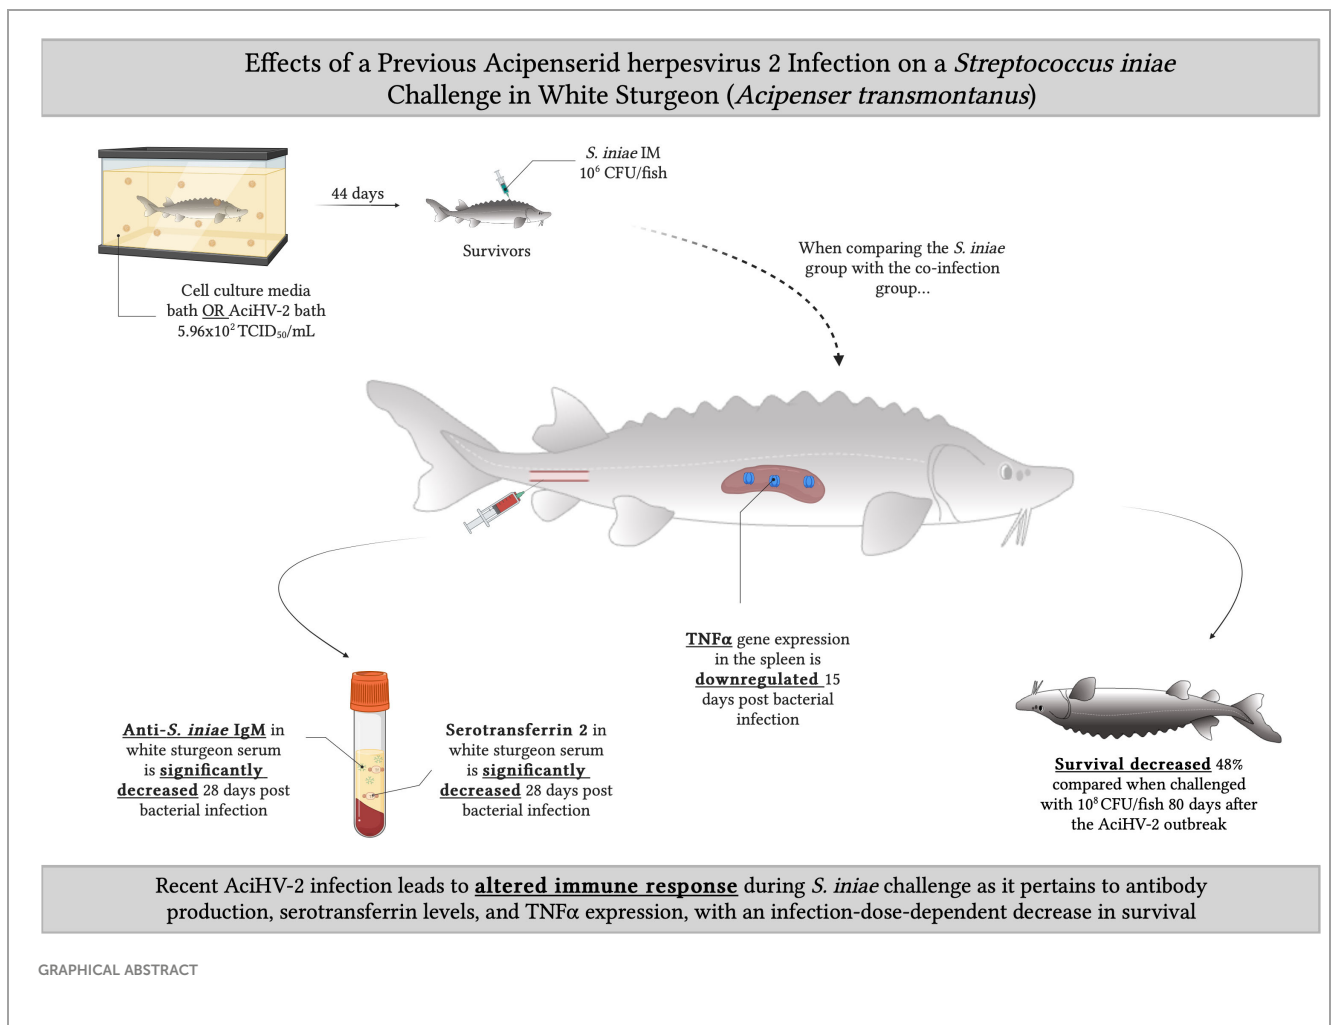 Effects of a Previous Acipenserid herpesvirus 2 Infection on a Streptococcus iniae
Challenge in White Sturgeon (Acipenser transmontanus)
S. iniae IM
10⁶ CFU/fish
44 days
Survivors
Cell culture media
bath OR AciHV-2 bath
5.96x10² TCID₅₀/mL
When comparing the S. iniae
group with the co-infection
group...
TNFα gene expression
in the spleen is
downregulated 15
days post bacterial
infection
Anti-S. iniae IgM in
white sturgeon serum
is significantly
decreased 28 days post
bacterial infection
Serotransferrin 2 in
white sturgeon serum
is significantly
decreased 28 days post
bacterial infection
Survival decreased 48%
compared when challenged
with 10⁸ CFU/fish 80 days after
the AciHV-2 outbreak
Recent AciHV-2 infection leads to altered immune response during S. iniae challenge as it pertains to antibody
production, serotransferrin levels, and TNFα expression, with an infection-dose-dependent decrease in survival
GRAPHICAL ABSTRACT